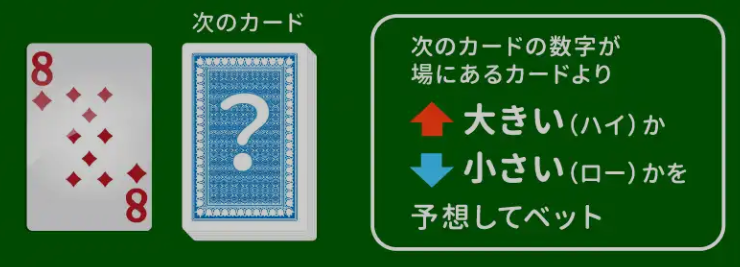 8
次のカード
?
8
次のカードの数字が
場にあるカードより
大きい(ハイ)か
小さい(ロー)かを
予想してベット